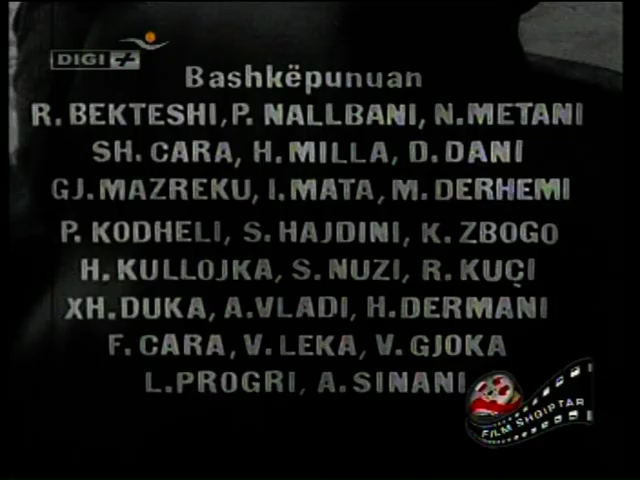 DIGI+
Bashkëpunuan
R. BEKTESHI, P. NALLBANI, N. METANI
SH. CARA, H. MILLA, D. DANI
GJ. MAZREKU, I. MATA, M. DERHEMI
P. KODHELI, S. HAJDINI, K. ZBOGO
H. KULLOJKA, S. NUZI, R. KUÇI
XH. DUKA, A. VLADI, H. DERMANI
F. CARA, V. LEKA, V. GJOKA
L. PROGRI, A. SINANI
FILM SHQIPTAR